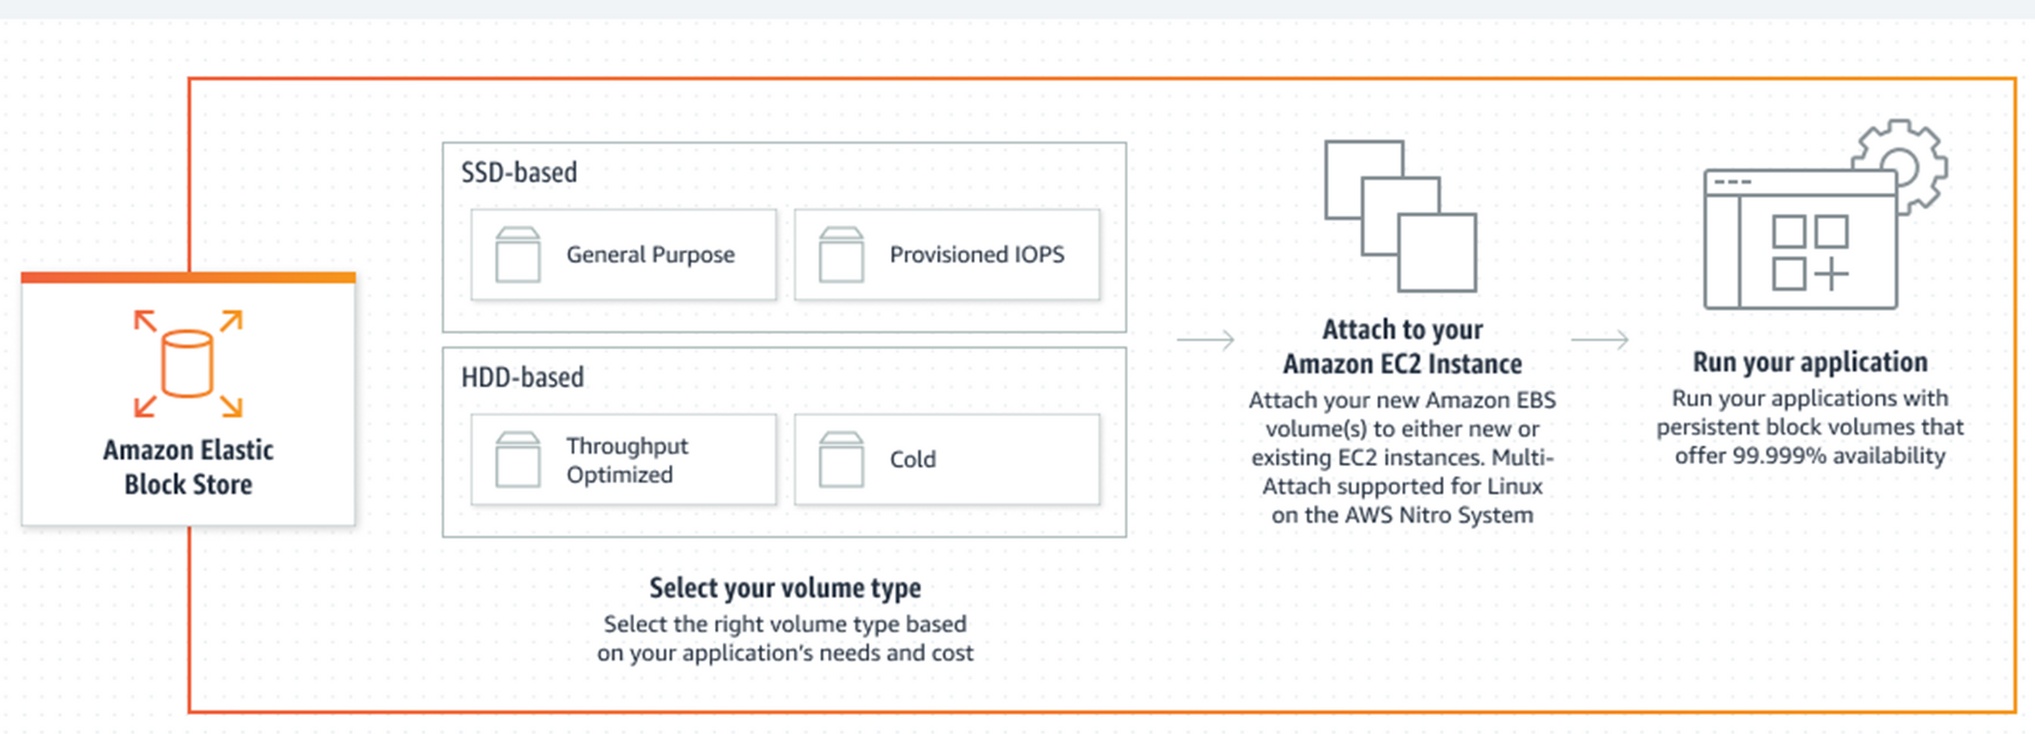 Amazon Elastic
Block Store
SSD-based
General Purpose
Provisioned IOPS
HDD-based
Throughput
Optimized
Cold
Select your volume type
Select the right volume type based
on your application's needs and cost
Attach to your
Amazon EC2 Instance
Attach your new Amazon EBS
volume(s) to either new or
existing EC2 instances. Multi-
Attach supported for Linux
on the AWS Nitro System
Run your application
Run your applications with
persistent block volumes that
offer 99.999% availability